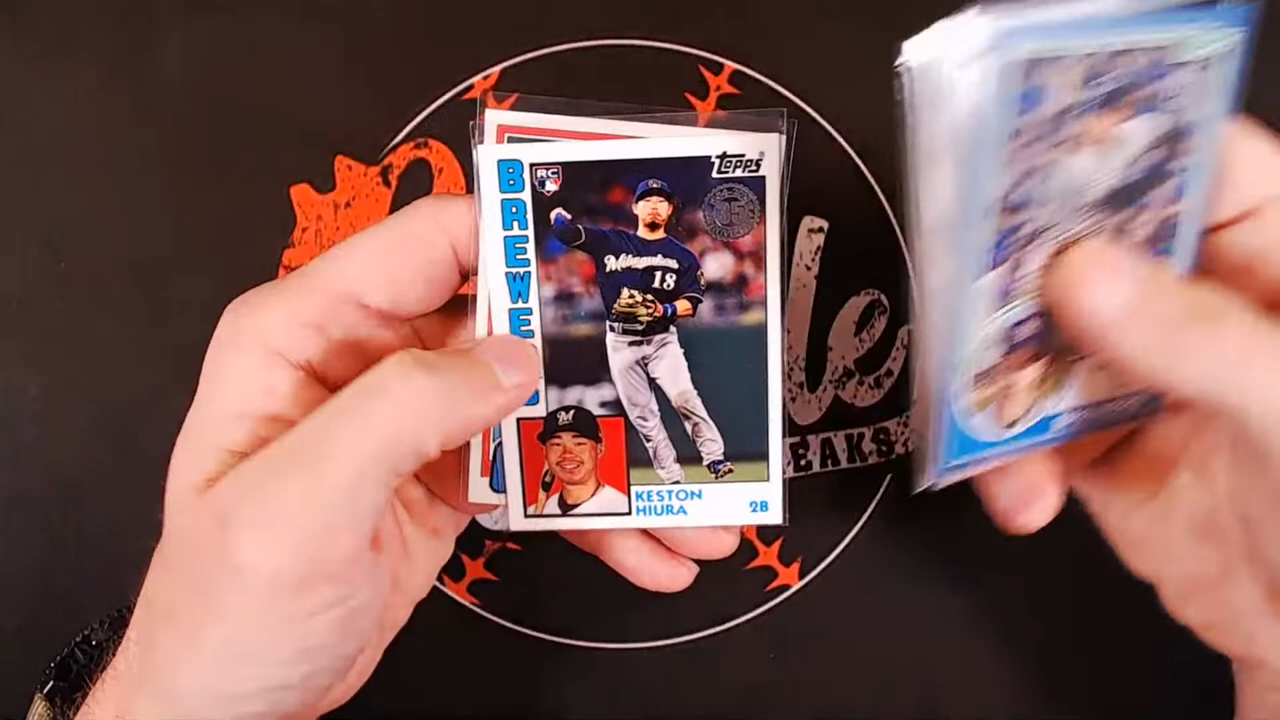 BREWE
RC
topps®
35
Milwaukee
18
M
KESTON
HIURA
2B
le
EAKS